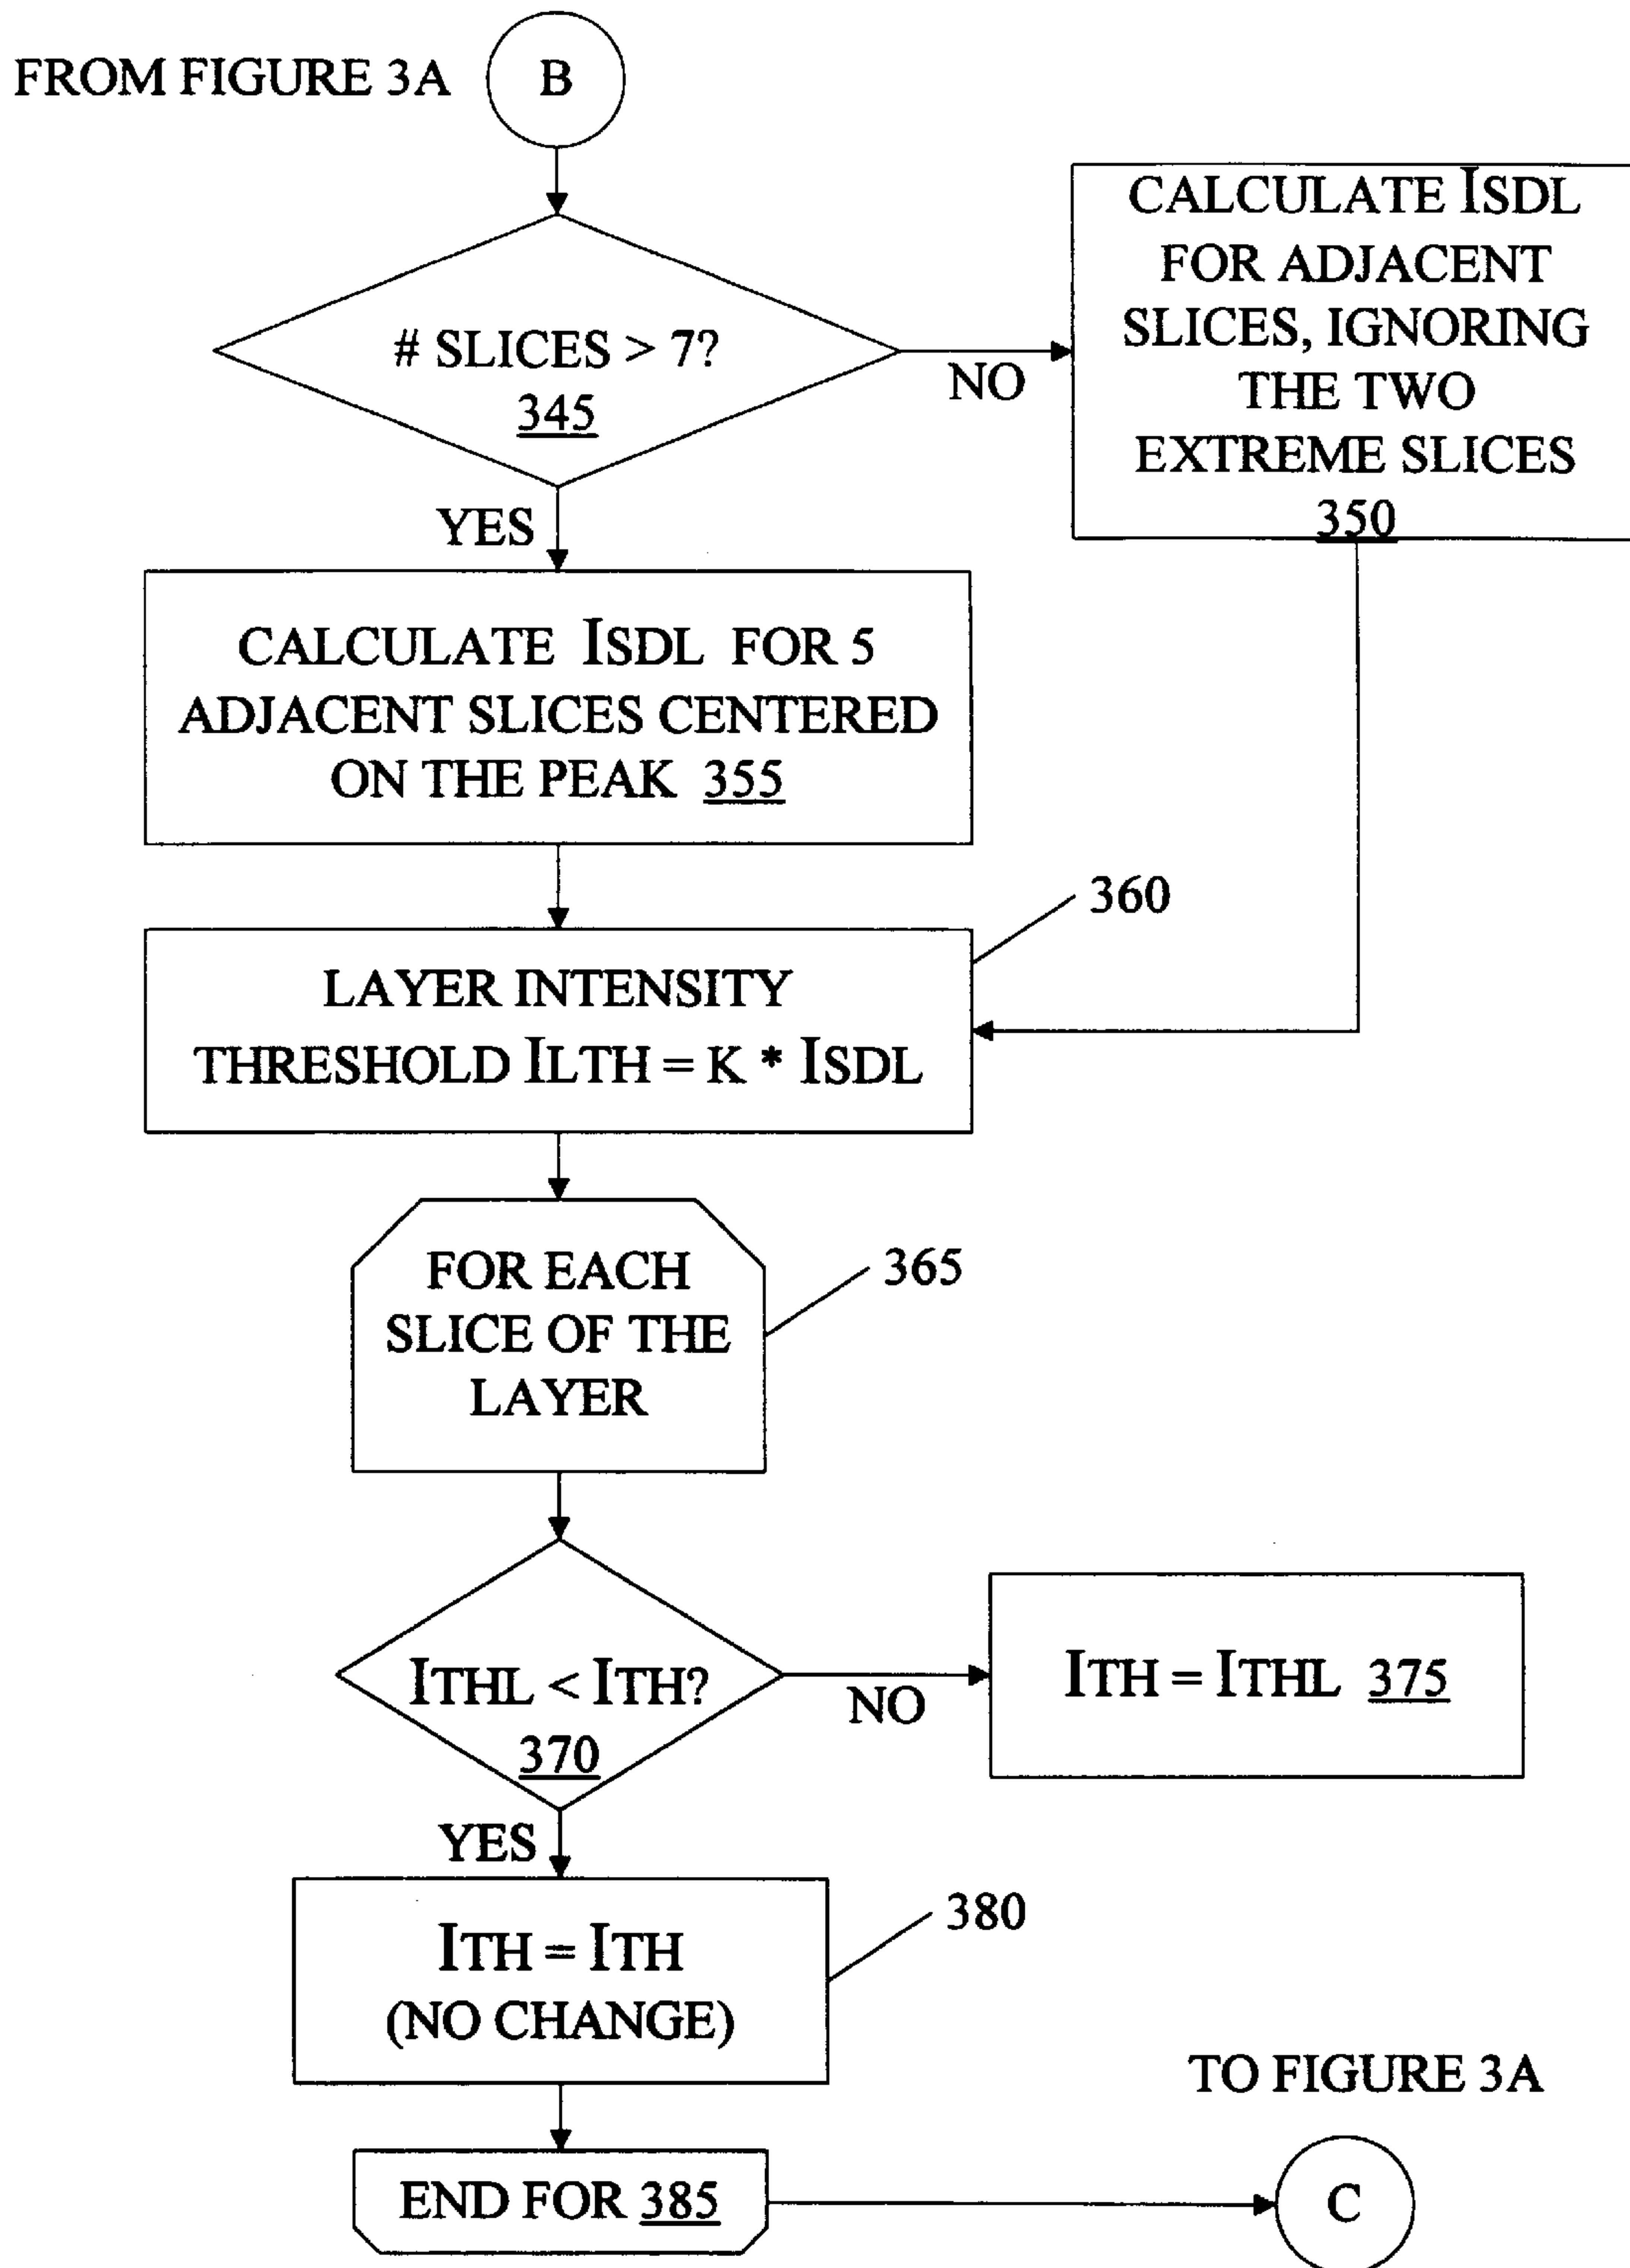 FROM FIGURE 3A
B
# SLICES > 7?
345
NO
CALCULATE ISDL
FOR ADJACENT
SLICES, IGNORING
THE TWO
EXTREME SLICES
350
YES
CALCULATE ISDL FOR 5
ADJACENT SLICES CENTERED
ON THE PEAK 355
360
LAYER INTENSITY
THRESHOLD ILTH = K * ISDL
FOR EACH
SLICE OF THE
LAYER
365
ITHL < ITH?
370
NO
ITH = ITHL 375
YES
ITH = ITH
(NO CHANGE)
380
TO FIGURE 3A
END FOR 385
C